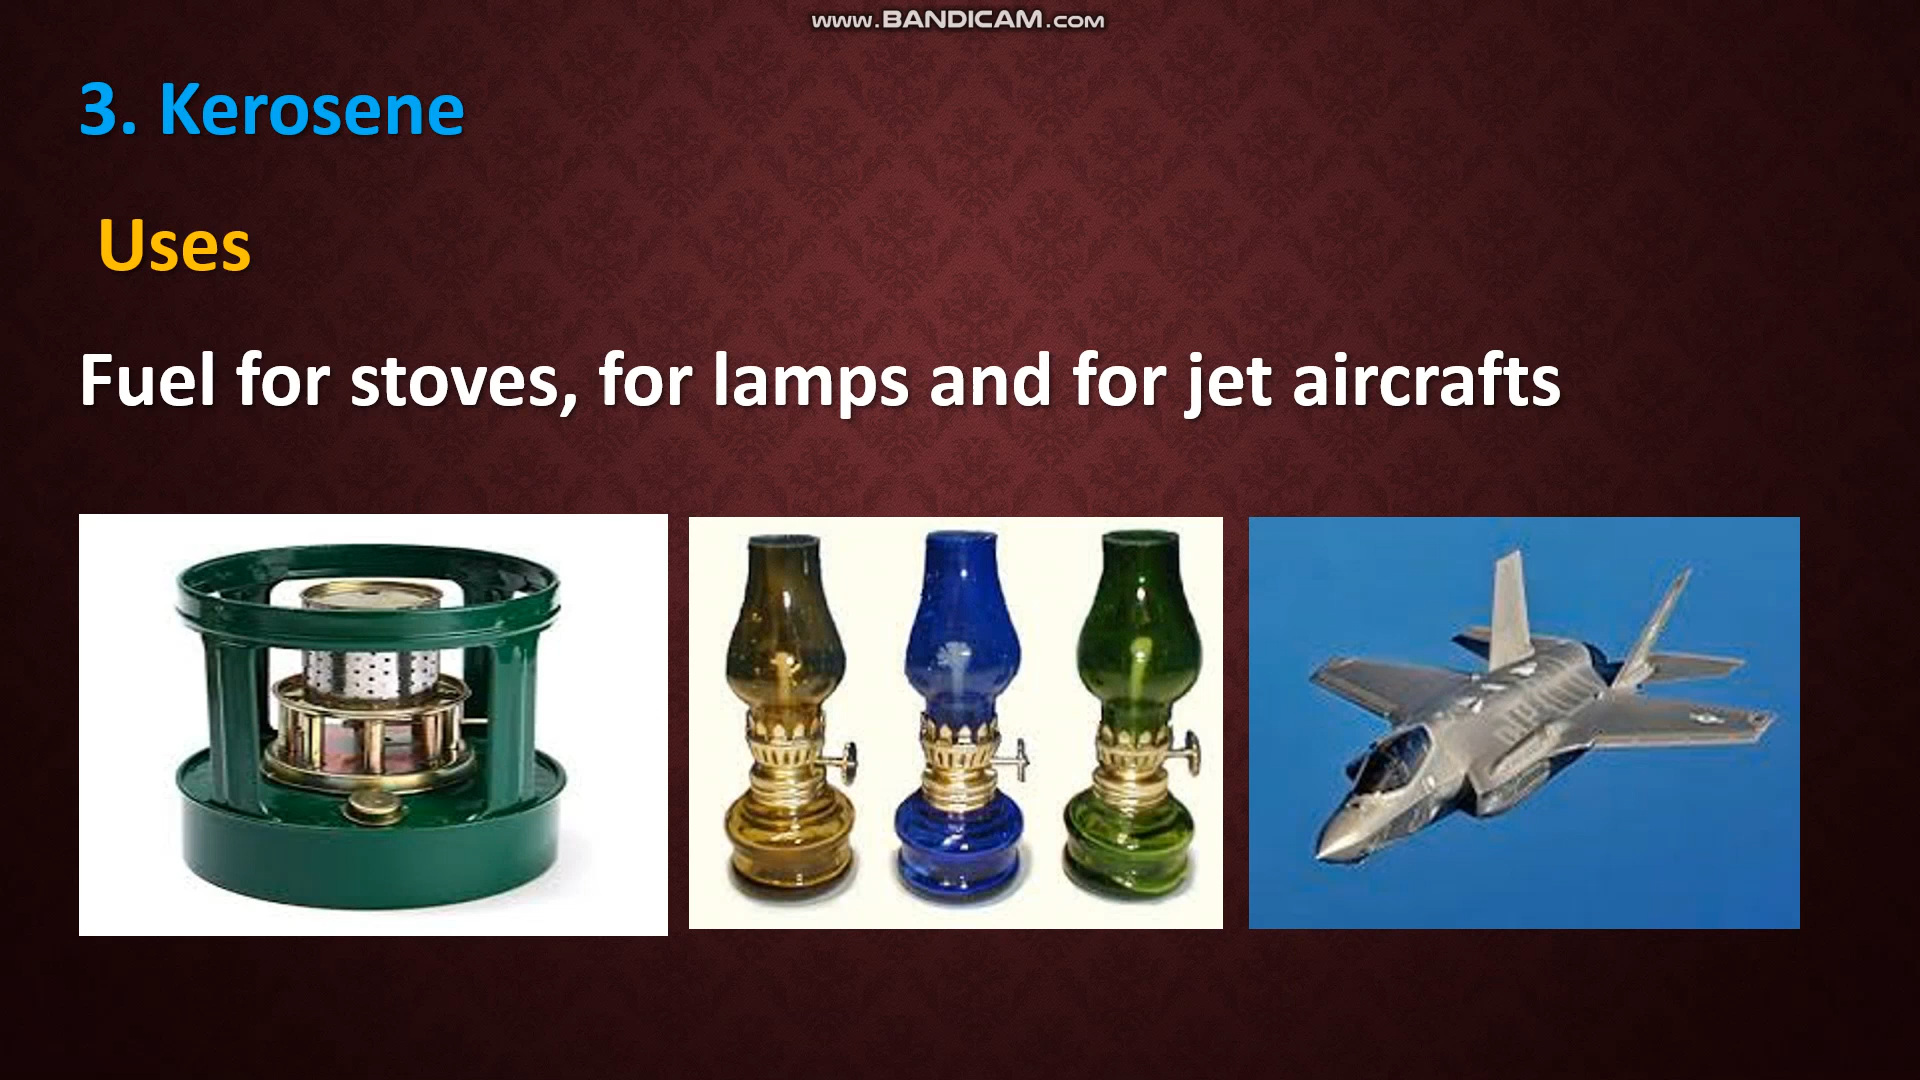 www.BANDICAM.com
3. Kerosene
Uses
Fuel for stoves, for lamps and for jet aircrafts